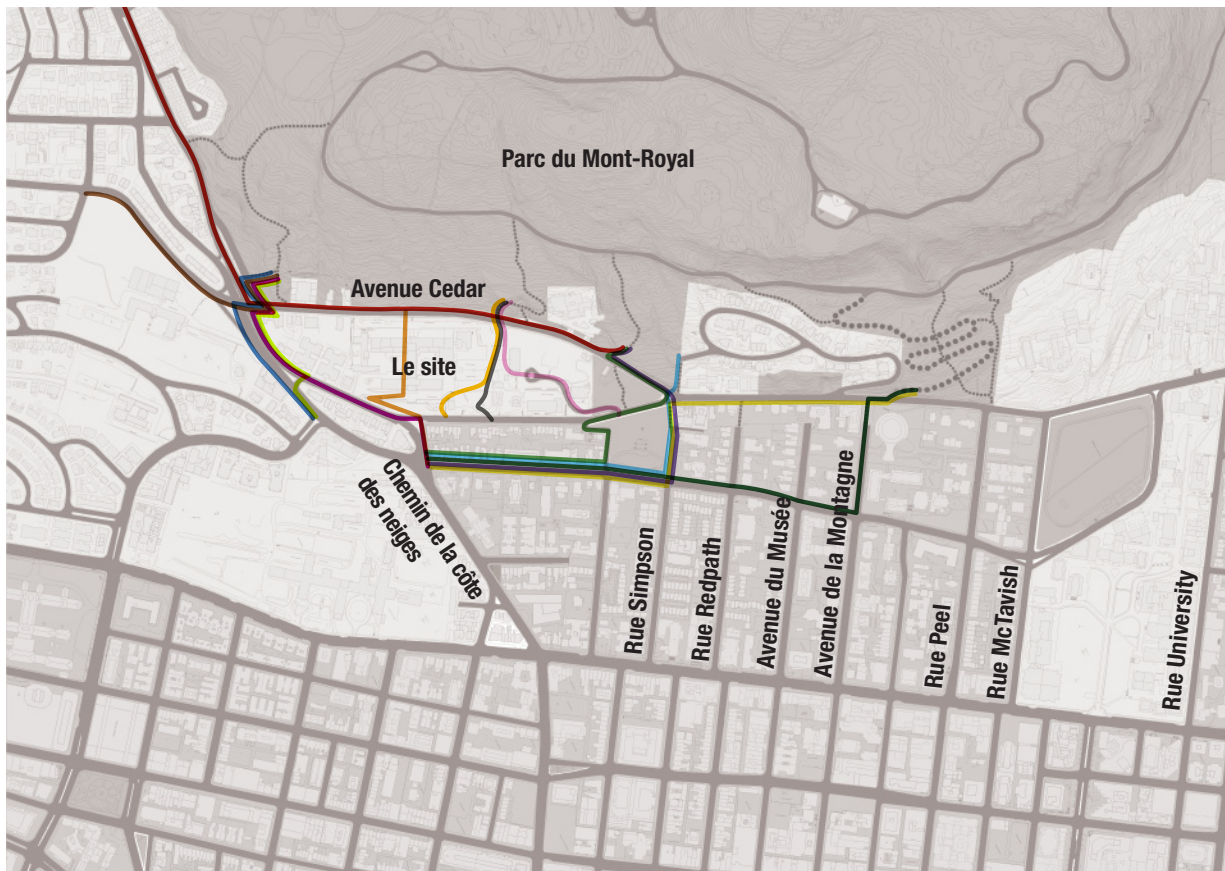 Parc du Mont-Royal
Avenue Cedar
Le site
Chemin de la côte
des neiges
Rue Simpson
Rue Redpath
Avenue du Musée
Avenue de la Montagne
Rue Peel
Rue McTavish
Rue University